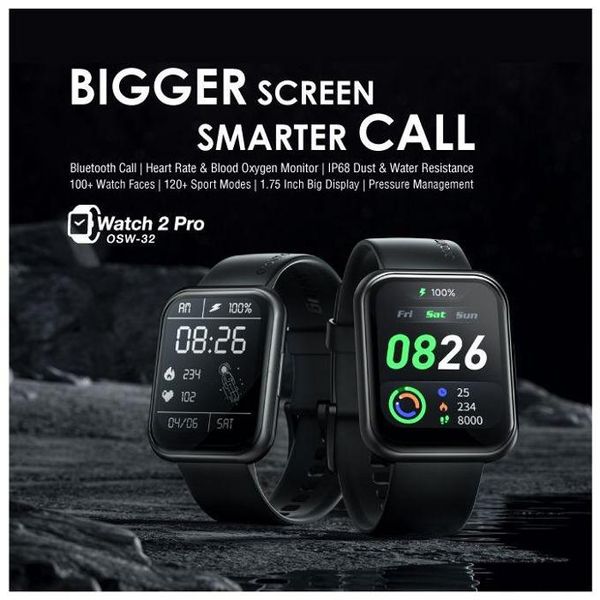 BIGGER SCREEN
SMARTER CALL
Bluetooth Call | Heart Rate & Blood Oxygen Monitor | IP68 Dust & Water Resistance
100+ Watch Faces | 120+ Sport Modes | 1.75 Inch Big Display | Pressure Management
Watch 2 Pro
OSW-32
AM 100%
08:26
234
102
04/06 SAT
100%
Fri Sat Sun
08 26
25
234
8000